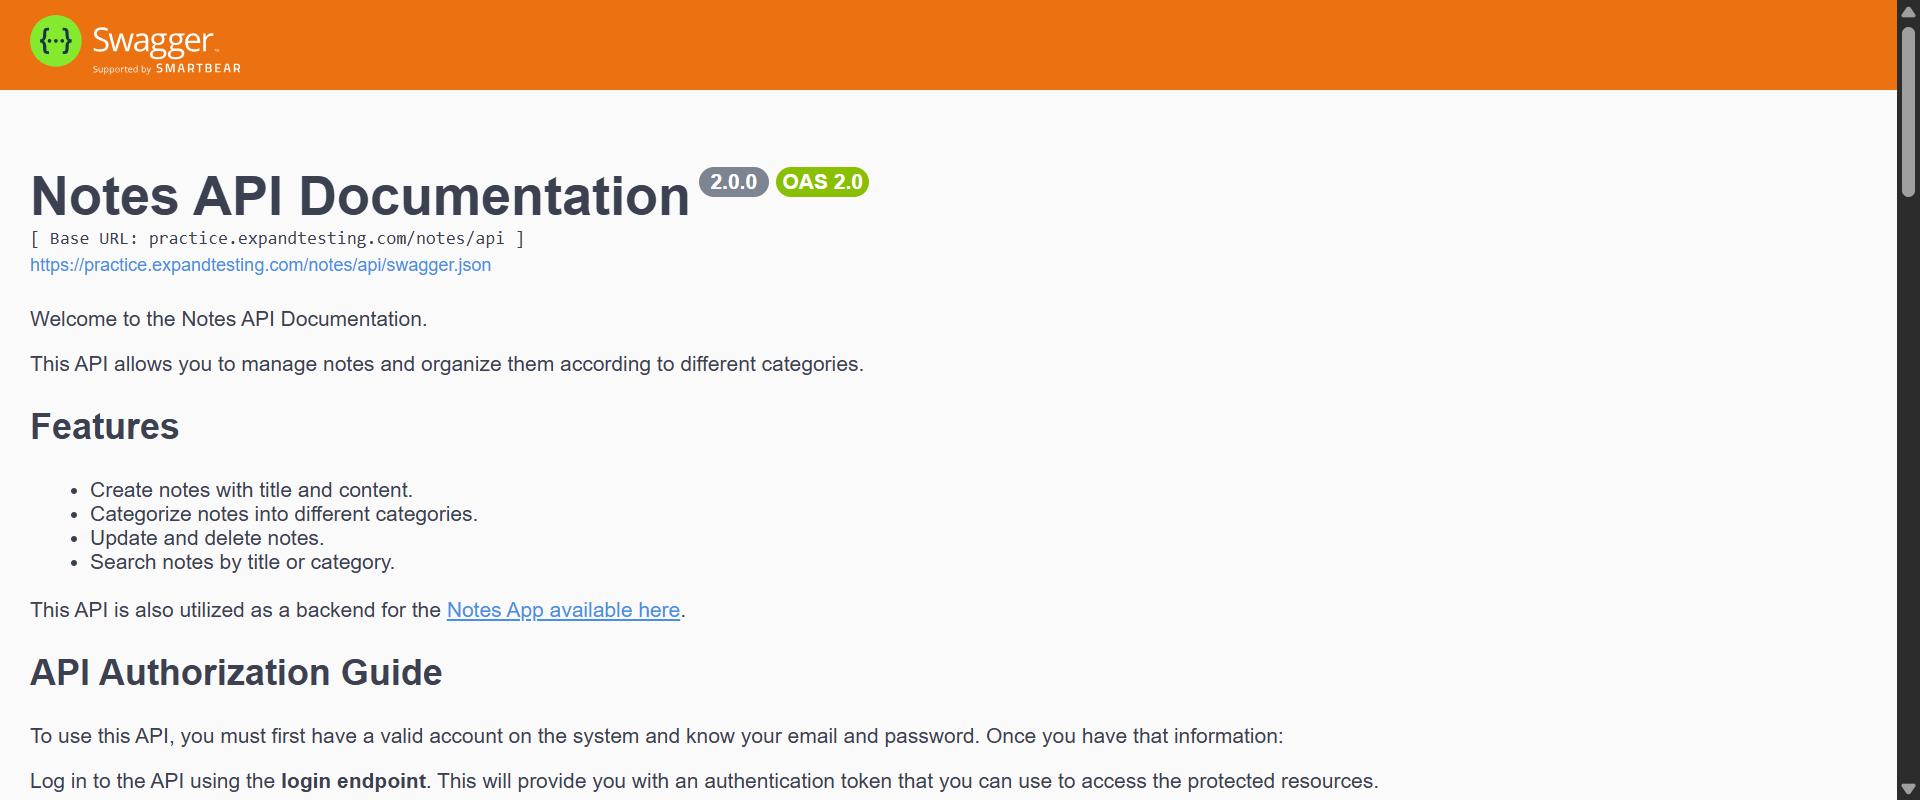 {···} Swagger
Supported by SMARTBEAR
Notes API Documentation 2.0.0 OAS 2.0
[ Base URL: practice.expandtesting.com/notes/api ]
https://practice.expandtesting.com/notes/api/swagger.json
Welcome to the Notes API Documentation.
This API allows you to manage notes and organize them according to different categories.
Features
• Create notes with title and content.
• Categorize notes into different categories.
• Update and delete notes.
• Search notes by title or category.
This API is also utilized as a backend for the Notes App available here.
API Authorization Guide
To use this API, you must first have a valid account on the system and know your email and password. Once you have that information:
Log in to the API using the login endpoint. This will provide you with an authentication token that you can use to access the protected resources.